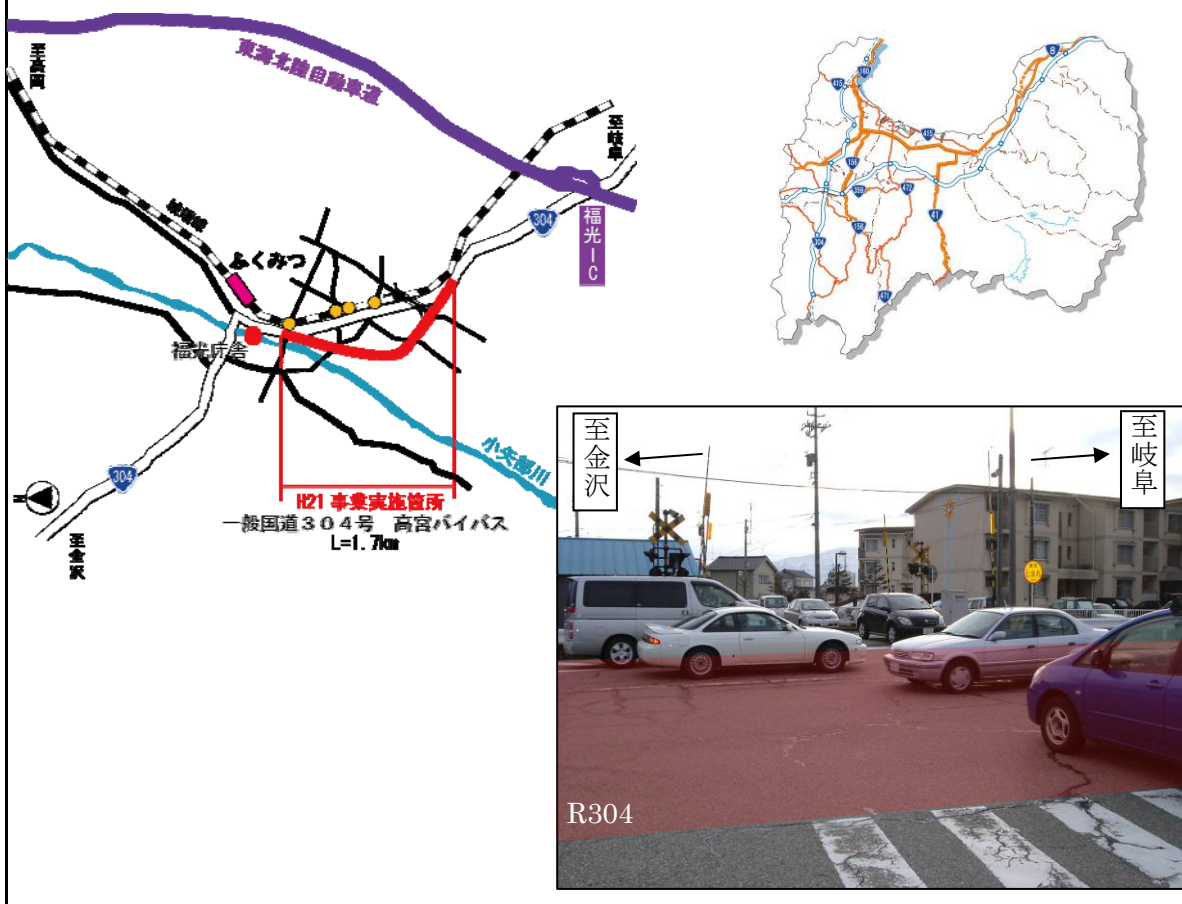 至高岡
東海北陸自動車道
至岐阜
304
福光IC
城端線
ふくみつ
福光庁舎
小矢部川
304
N
至金沢
H21 事業実施箇所
一般国道304号 高宮バイパス
L=1.7km
8
160
415
415
156
359
472
41
156
304
471
至金沢
至岐阜
R304